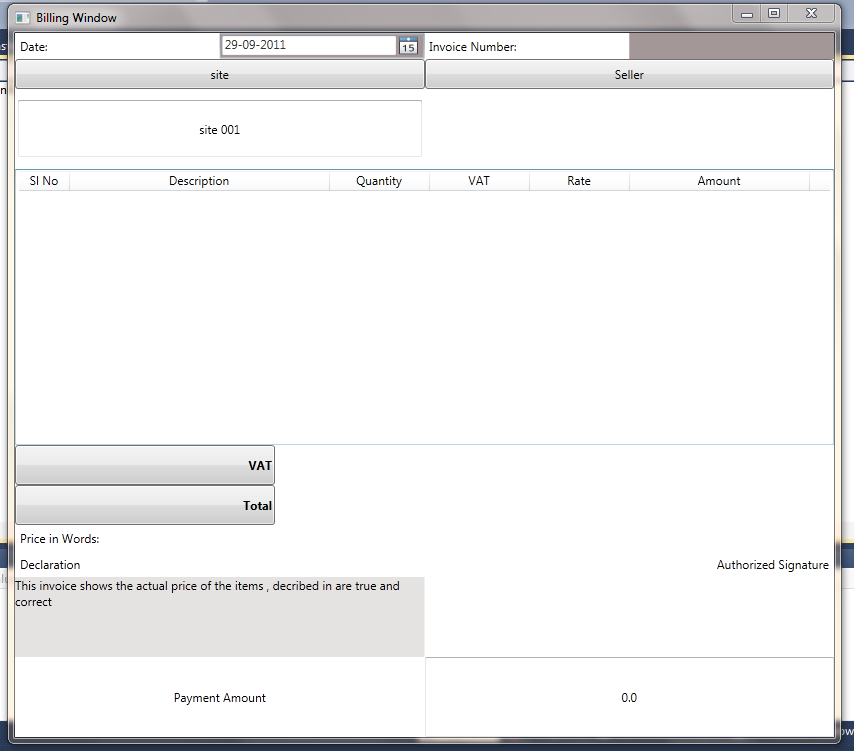 Billing Window
Date: 29-09-2011 15 Invoice Number:
site Seller
site 001
Sl No Description Quantity VAT Rate Amount
VAT
Total
Price in Words:
Declaration Authorized Signature
This invoice shows the actual price of the items , decribed in are true and
correct
Payment Amount 0.0